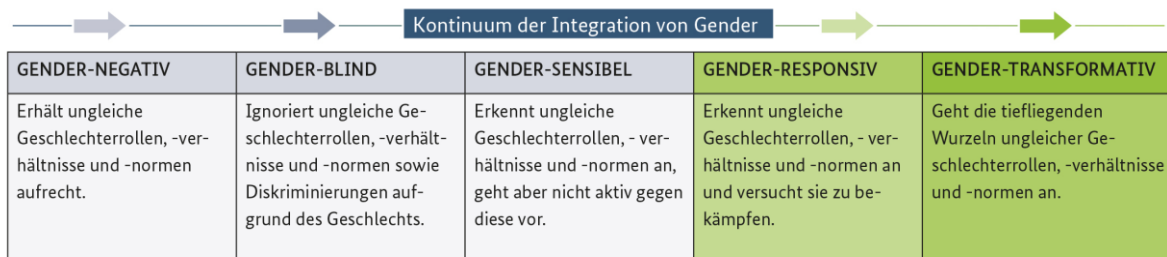 Kontinuum der Integration von Gender
GENDER-NEGATIV
Erhält ungleiche
Geschlechterrollen, -ver-
hältnisse und -normen
aufrecht.
GENDER-BLIND
Ignoriert ungleiche Ge-
schlechterrollen, -verhält-
nisse und -normen sowie
Diskriminierungen auf-
grund des Geschlechts.
GENDER-SENSIBEL
Erkennt ungleiche
Geschlechterrollen, - ver-
hältnisse und -normen an,
geht aber nicht aktiv gegen
diese vor.
GENDER-RESPONSIV
Erkennt ungleiche
Geschlechterrollen, - ver-
hältnisse und -normen an
und versucht sie zu be-
kämpfen.
GENDER-TRANSFORMATIV
Geht die tiefliegenden
Wurzeln ungleicher Ge-
schlechterrollen, -verhältnisse
und -normen an.